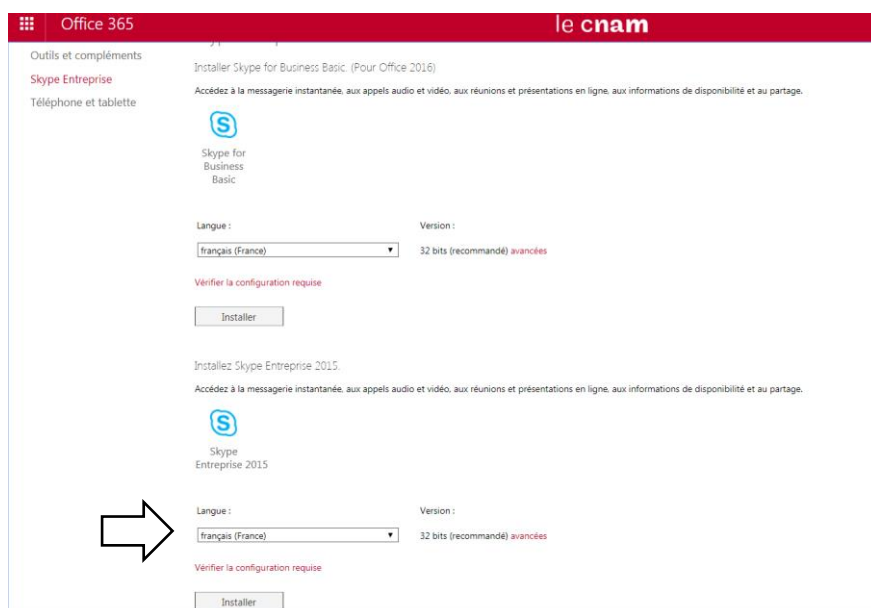 Office 365
le cnam
Outils et compléments
Skype Entreprise
Téléphone et tablette
Installer Skype for Business Basic. (Pour Office 2016)
Accédez à la messagerie instantanée, aux appels audio et vidéo, aux réunions et présentations en ligne, aux informations de disponibilité et au partage.
Skype for
Business
Basic
Langue : Version :
français (France) 32 bits (recommandé) avancées
Vérifier la configuration requise
Installer
Installez Skype Entreprise 2015.
Accédez à la messagerie instantanée, aux appels audio et vidéo, aux réunions et présentations en ligne, aux informations de disponibilité et au partage.
Skype
Entreprise 2015
Langue : Version :
français (France) 32 bits (recommandé) avancées
Vérifier la configuration requise
Installer